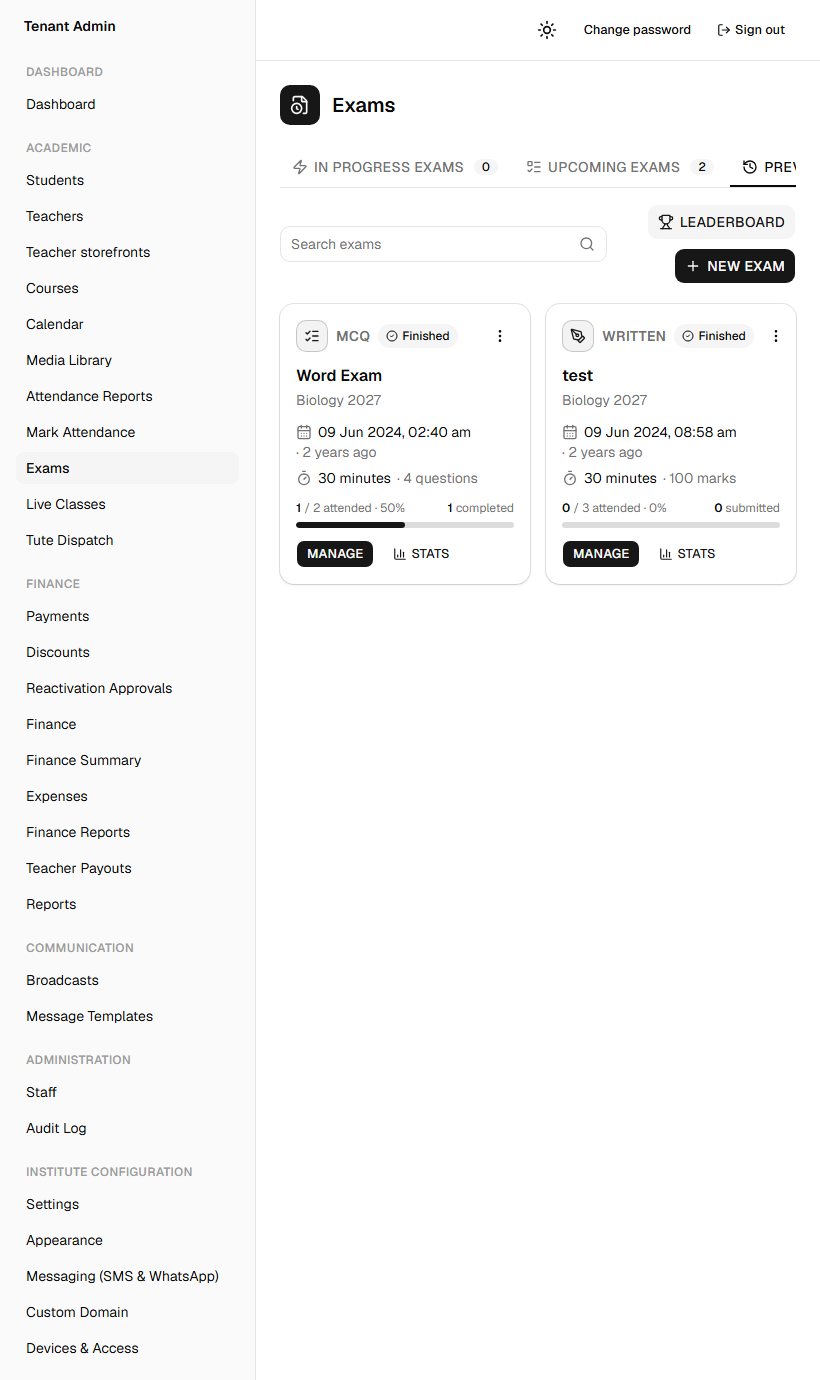 Tenant Admin
Change password
Sign out
DASHBOARD
Dashboard
ACADEMIC
Students
Teachers
Teacher storefronts
Courses
Calendar
Media Library
Attendance Reports
Mark Attendance
Exams
Live Classes
Tute Dispatch
FINANCE
Payments
Discounts
Reactivation Approvals
Finance
Finance Summary
Expenses
Finance Reports
Teacher Payouts
Reports
COMMUNICATION
Broadcasts
Message Templates
ADMINISTRATION
Staff
Audit Log
INSTITUTE CONFIGURATION
Settings
Appearance
Messaging (SMS & WhatsApp)
Custom Domain
Devices & Access
Exams
IN PROGRESS EXAMS 0
UPCOMING EXAMS 2
PREV
Search exams
LEADERBOARD
NEW EXAM
MCQ Finished
Word Exam
Biology 2027
09 Jun 2024, 02:40 am
· 2 years ago
30 minutes · 4 questions
1 / 2 attended · 50% 1 completed
MANAGE STATS
WRITTEN Finished
test
Biology 2027
09 Jun 2024, 08:58 am
· 2 years ago
30 minutes · 100 marks
0 / 3 attended · 0% 0 submitted
MANAGE STATS